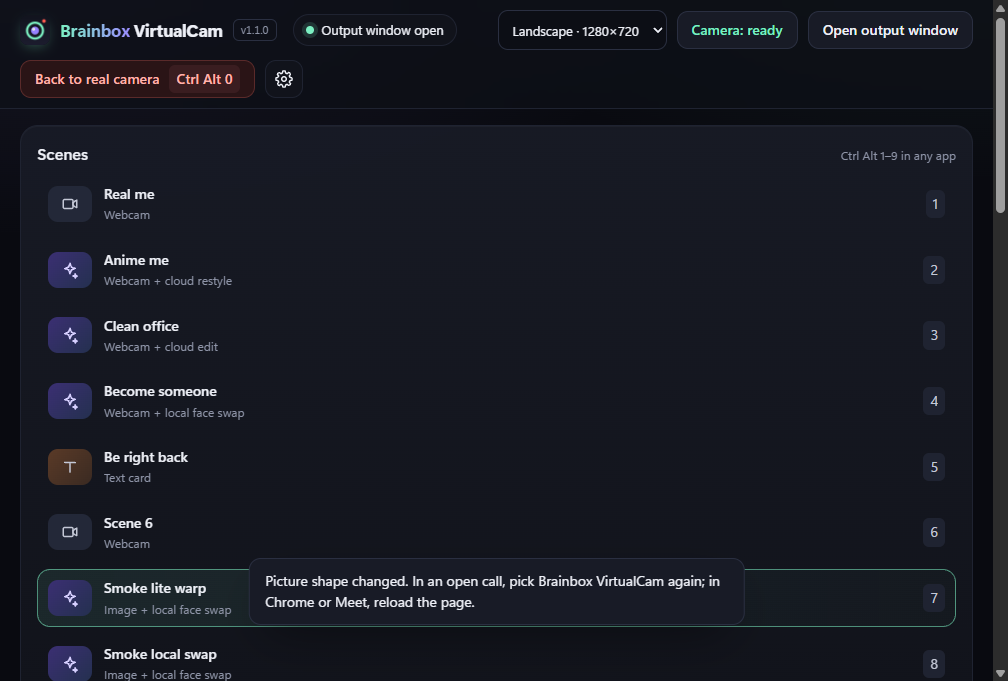 Brainbox VirtualCam v1.1.0 Output window open Landscape · 1280×720 Camera: ready Open output window
Back to real camera Ctrl Alt 0
Scenes Ctrl Alt 1–9 in any app
Real me
Webcam
1
Anime me
Webcam + cloud restyle
2
Clean office
Webcam + cloud edit
3
Become someone
Webcam + local face swap
4
Be right back
Text card
5
Scene 6
Webcam
6
Smoke lite warp
Image + local face swap
7
Picture shape changed. In an open call, pick Brainbox VirtualCam again; in
Chrome or Meet, reload the page.
Smoke local swap
Image + local face swap
8